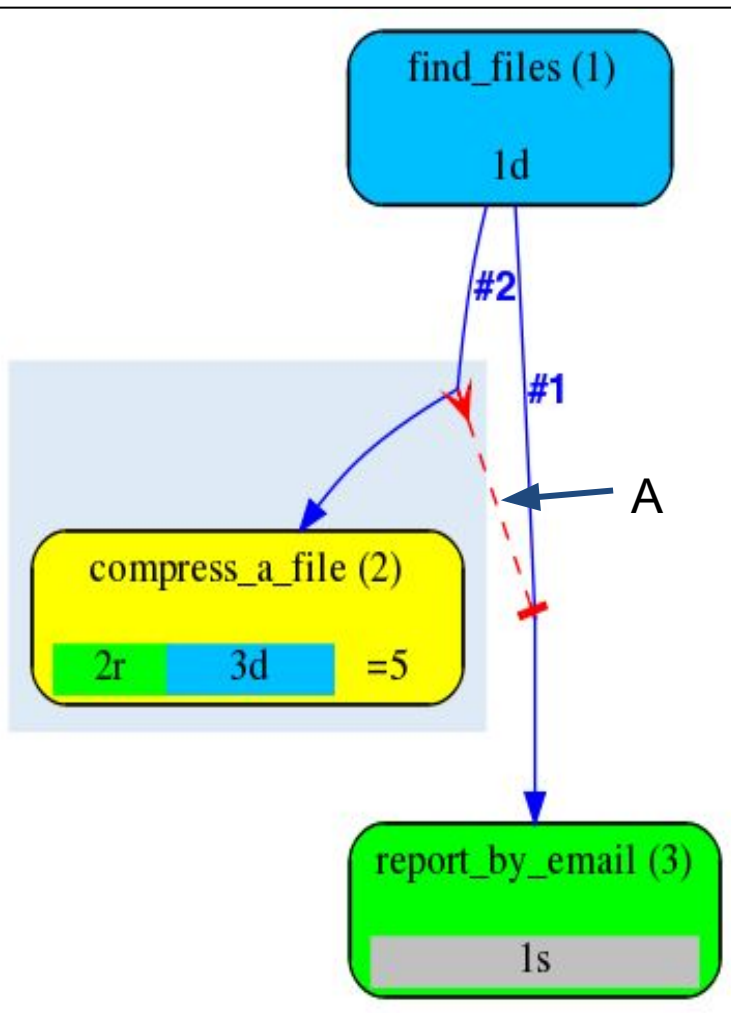 find_files (1)
1d
#2
#1
A
compress_a_file (2)
2r 3d =5
report_by_email (3)
1s